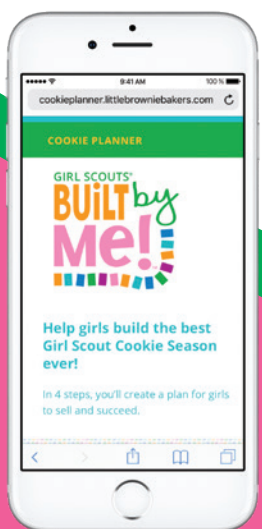 9:41 AM
100 %
cookieplanner.littlebrowniebakers.com
COOKIE PLANNER
GIRL SCOUTS'
BUiLT by
Me!
Help girls build the best
Girl Scout Cookie Season
ever!
In 4 steps, you'll create a plan for girls
to sell and succeed.